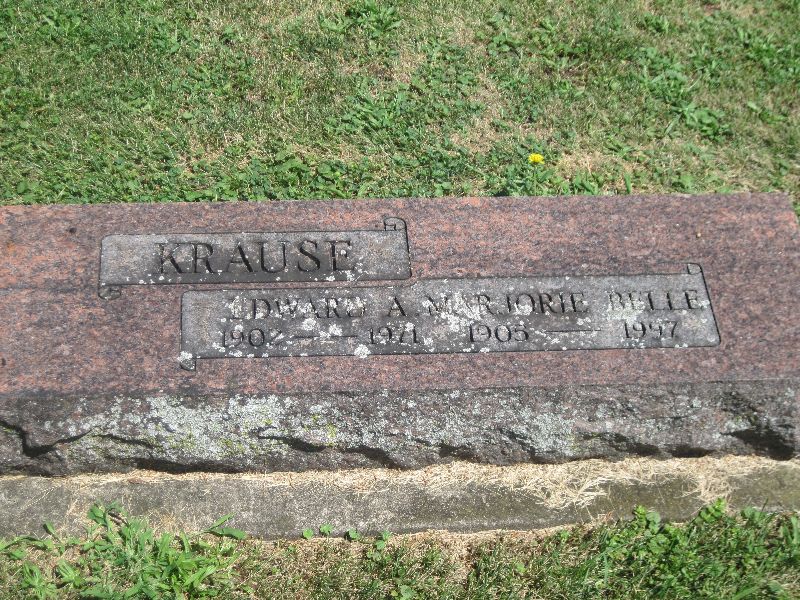 KRAUSE
EDWARD A. MARJORIE BELLE
1902 — 1971 1905 — 1997